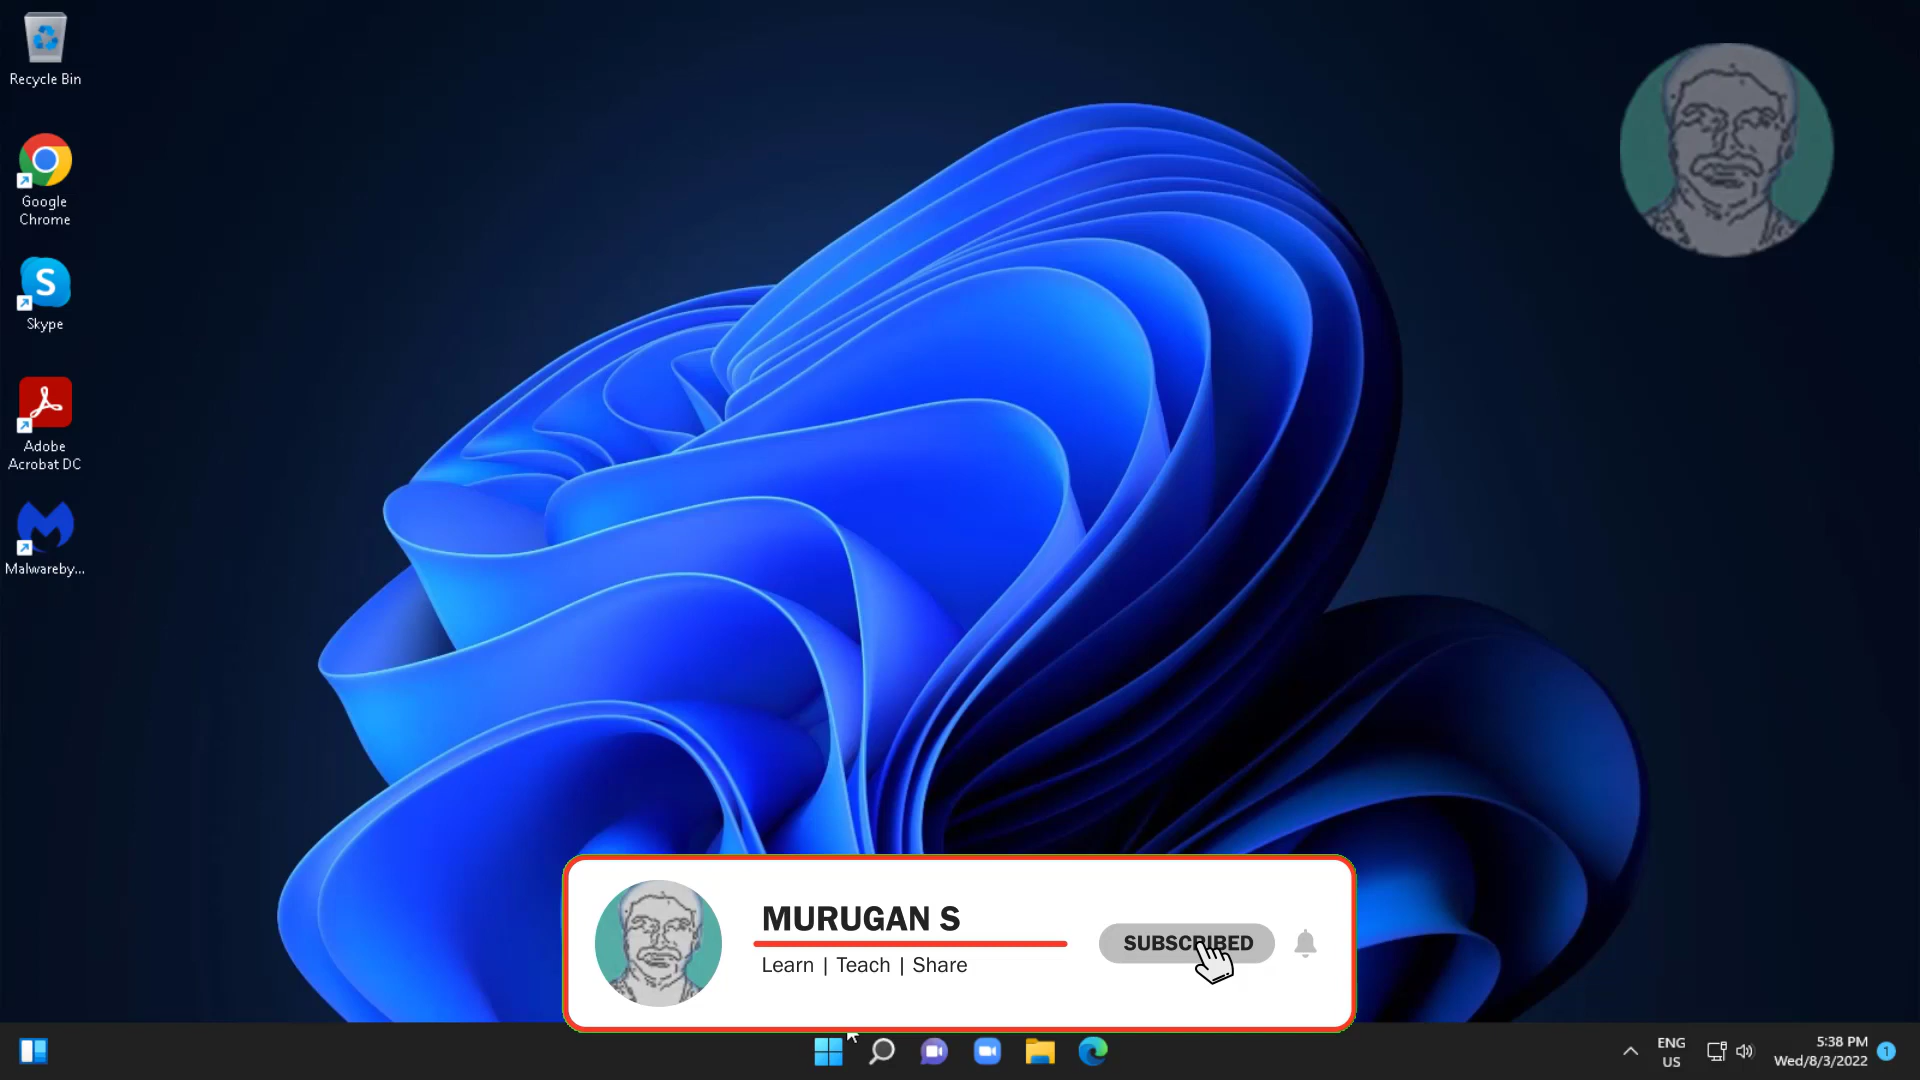 Recycle Bin
Google
Chrome
S
Skype
Adobe
Acrobat DC
Malwareby...
MURUGAN S
Learn | Teach | Share
SUBSCRIBED
ENG
US
5:38 PM
Wed/8/3/2022
1